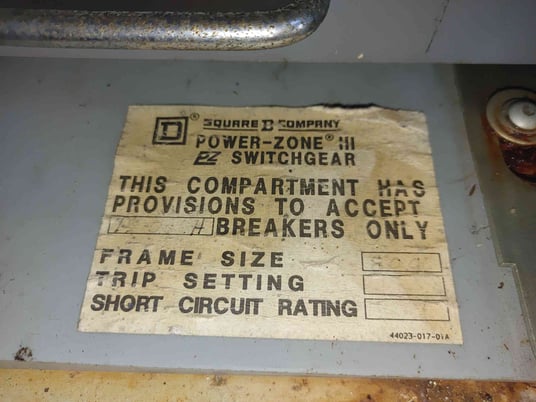 D® SQUARE D COMPANY
POWER-ZONE® III
EZ SWITCHGEAR
THIS COMPARTMENT HAS
PROVISIONS TO ACCEPT
BREAKERS ONLY
FRAME SIZE
TRIP SETTING
SHORT CIRCUIT RATING
44023-017-01A